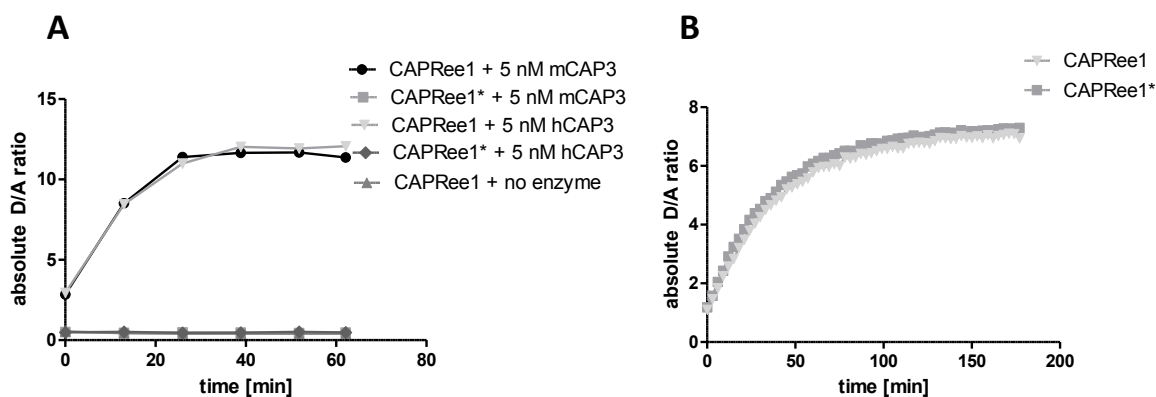 A
CAPRee1 + 5 nM mCAP3
CAPRee1* + 5 nM mCAP3
CAPRee1 + 5 nM hCAP3
CAPRee1* + 5 nM hCAP3
CAPRee1 + no enzyme
absolute D/A ratio
15
10
5
0
0 20 40 60 80
time [min]
B
CAPRee1
CAPRee1*
absolute D/A ratio
8
6
4
2
0
0 50 100 150 200
time [min]